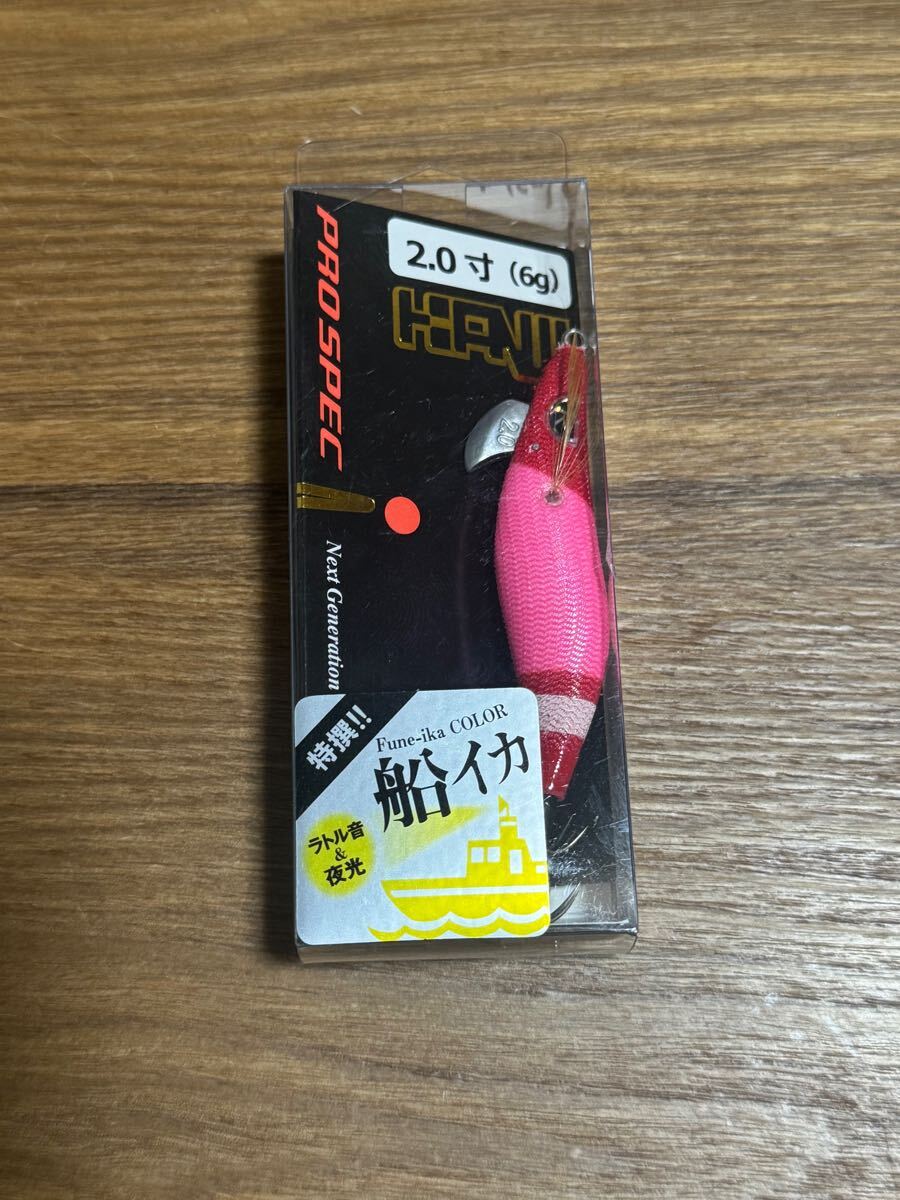 2.0寸 (6g)
KEN
PROSPEC
2.0
Next Generation
特撰!!
Fune-ika COLOR
船イカ
ラトル音
&
夜光